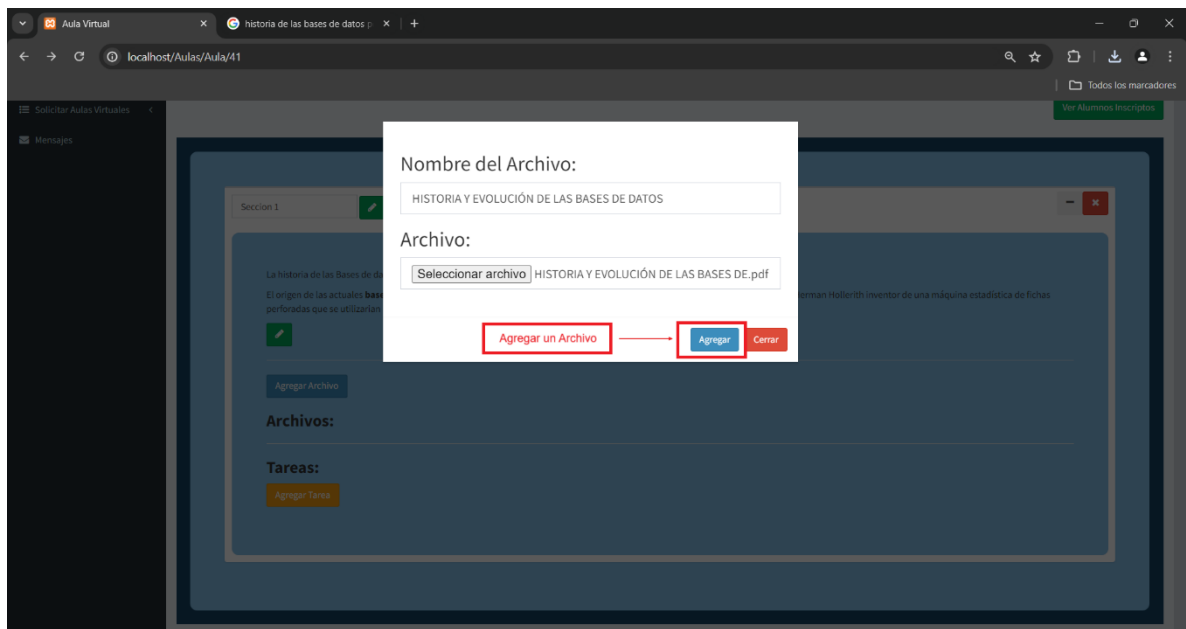 Aula Virtual
historia de las bases de datos p
localhost/Aulas/Aula/41
Todos los marcadores
Solicitar Aulas Virtuales
Ver Alumnos Inscriptos
Mensajes
Nombre del Archivo:
HISTORIA Y EVOLUCIÓN DE LAS BASES DE DATOS
Seccion 1
Archivo:
Seleccionar archivo HISTORIA Y EVOLUCIÓN DE LAS BASES DE.pdf
La historia de las Bases de da
El origen de las actuales base erman Hollerith inventor de una máquina estadística de fichas
perforadas que se utilizarían
Agregar un Archivo
Agregar
Cerrar
Agregar Archivo
Archivos:
Tareas:
Agregar Tarea